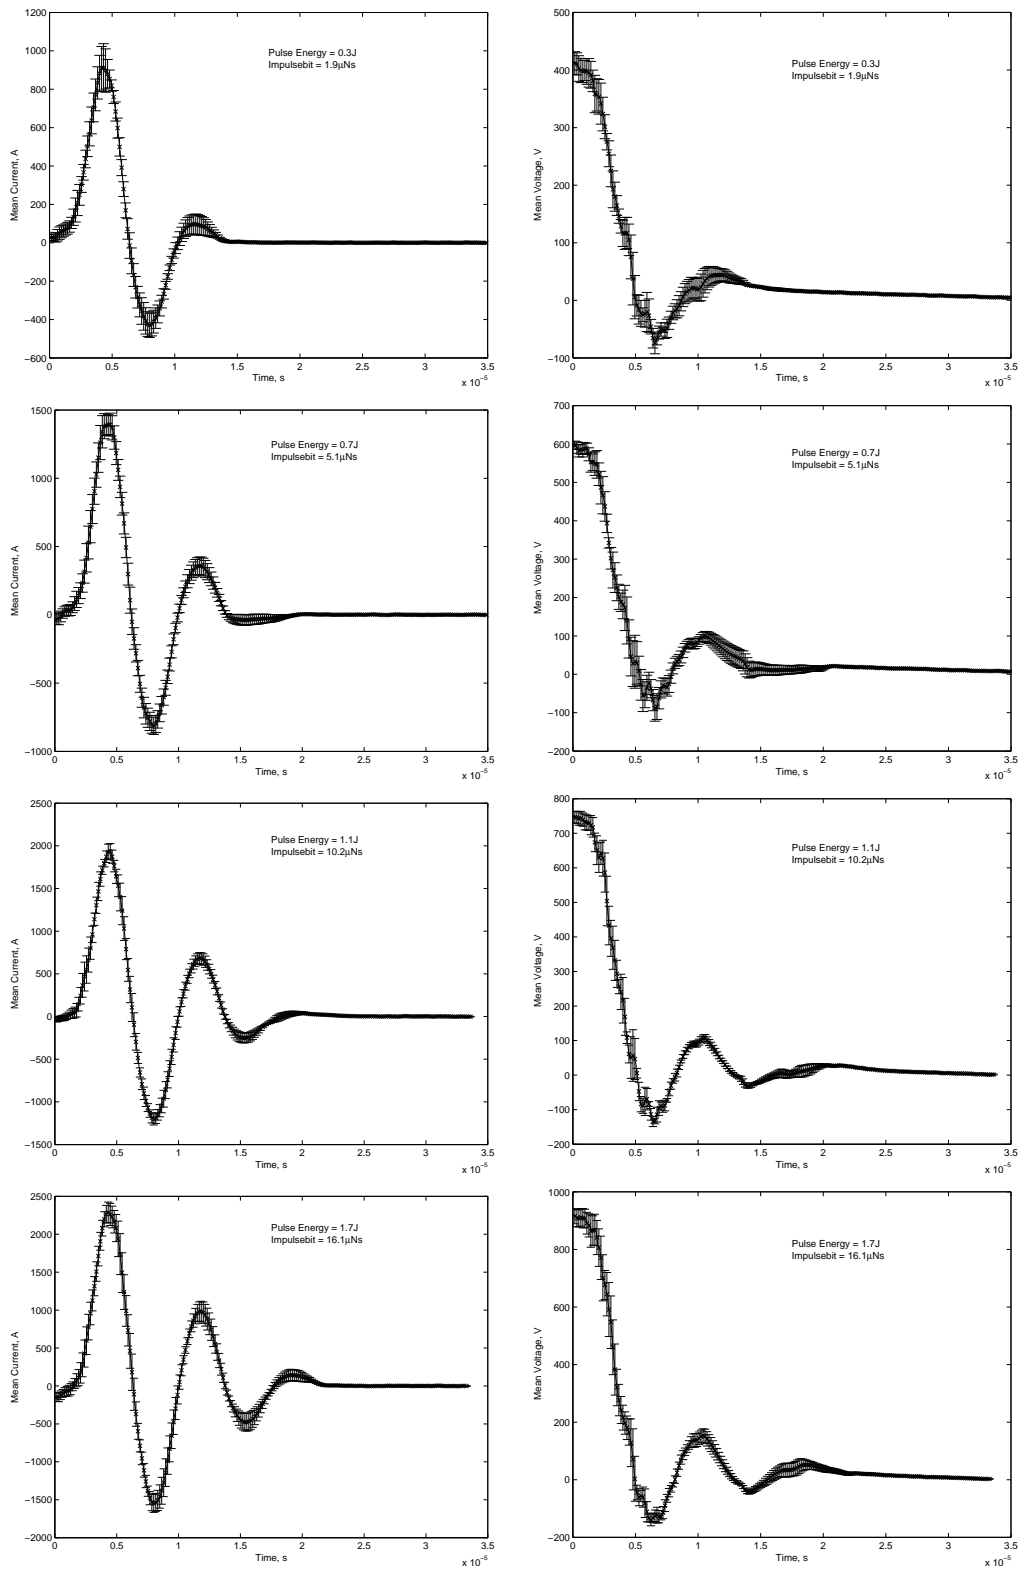 1200
1000
800
600
400
200
0
−200
−400
−600
0 0.5 1 1.5 2 2.5 3 3.5
x 10−5
Time, s
Mean Current, A
Pulse Energy = 0.3J
Impulsebit = 1.9μNs
500
400
300
200
100
0
−100
0 0.5 1 1.5 2 2.5 3 3.5
x 10−5
Time, s
Mean Voltage, V
Pulse Energy = 0.3J
Impulsebit = 1.9μNs
1500
1000
500
0
−500
−1000
0 0.5 1 1.5 2 2.5 3 3.5
x 10−5
Time, s
Mean Current, A
Pulse Energy = 0.7J
Impulsebit = 5.1μNs
700
600
500
400
300
200
100
0
−100
−200
0 0.5 1 1.5 2 2.5 3 3.5
x 10−5
Time, s
Mean Voltage, V
Pulse Energy = 0.7J
Impulsebit = 5.1μNs
2500
2000
1500
1000
500
0
−500
−1000
−1500
0 0.5 1 1.5 2 2.5 3 3.5
x 10−5
Time, s
Mean Current, A
Pulse Energy = 1.1J
Impulsebit = 10.2μNs
800
700
600
500
400
300
200
100
0
−100
−200
0 0.5 1 1.5 2 2.5 3 3.5
x 10−5
Time, s
Mean Voltage, V
Pulse Energy = 1.1J
Impulsebit = 10.2μNs
2500
2000
1500
1000
500
0
−500
−1000
−1500
−2000
0 0.5 1 1.5 2 2.5 3 3.5
x 10−5
Time, s
Mean Current, A
Pulse Energy = 1.7J
Impulsebit = 16.1μNs
1000
800
600
400
200
0
−200
0 0.5 1 1.5 2 2.5 3 3.5
x 10−5
Time, s
Mean Voltage, V
Pulse Energy = 1.7J
Impulsebit = 16.1μNs